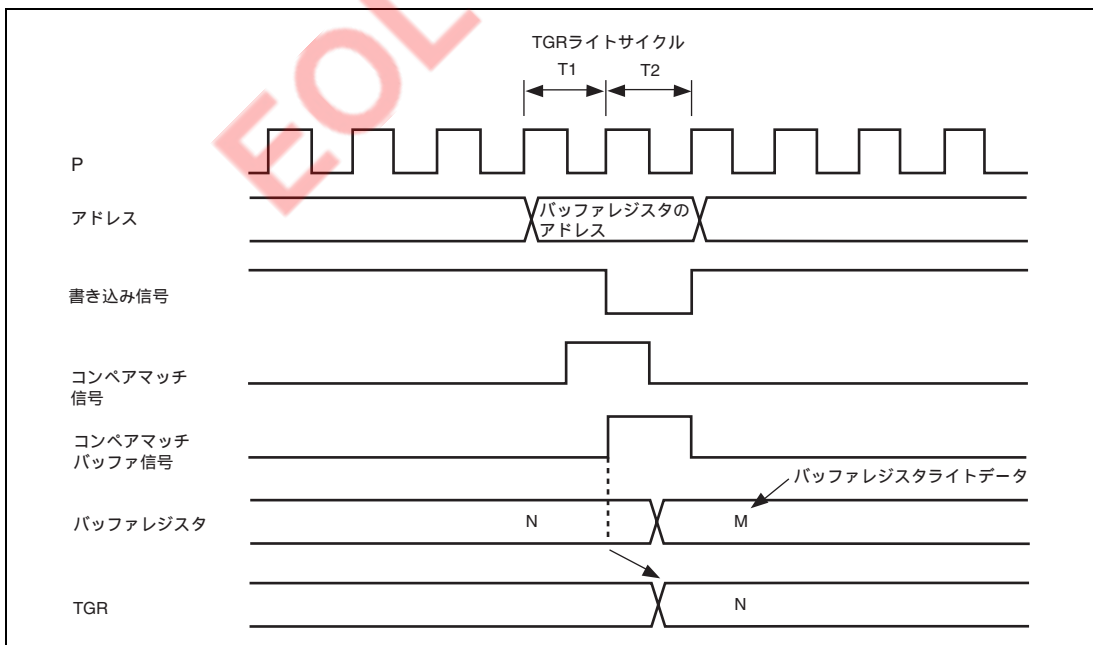 EOL
TGRライトサイクル
T1 T2
P
アドレス
バッファレジスタの
アドレス
書き込み信号
コンペアマッチ
信号
コンペアマッチ
バッファ信号
バッファレジスタライトデータ
バッファレジスタ
N
M
TGR
N